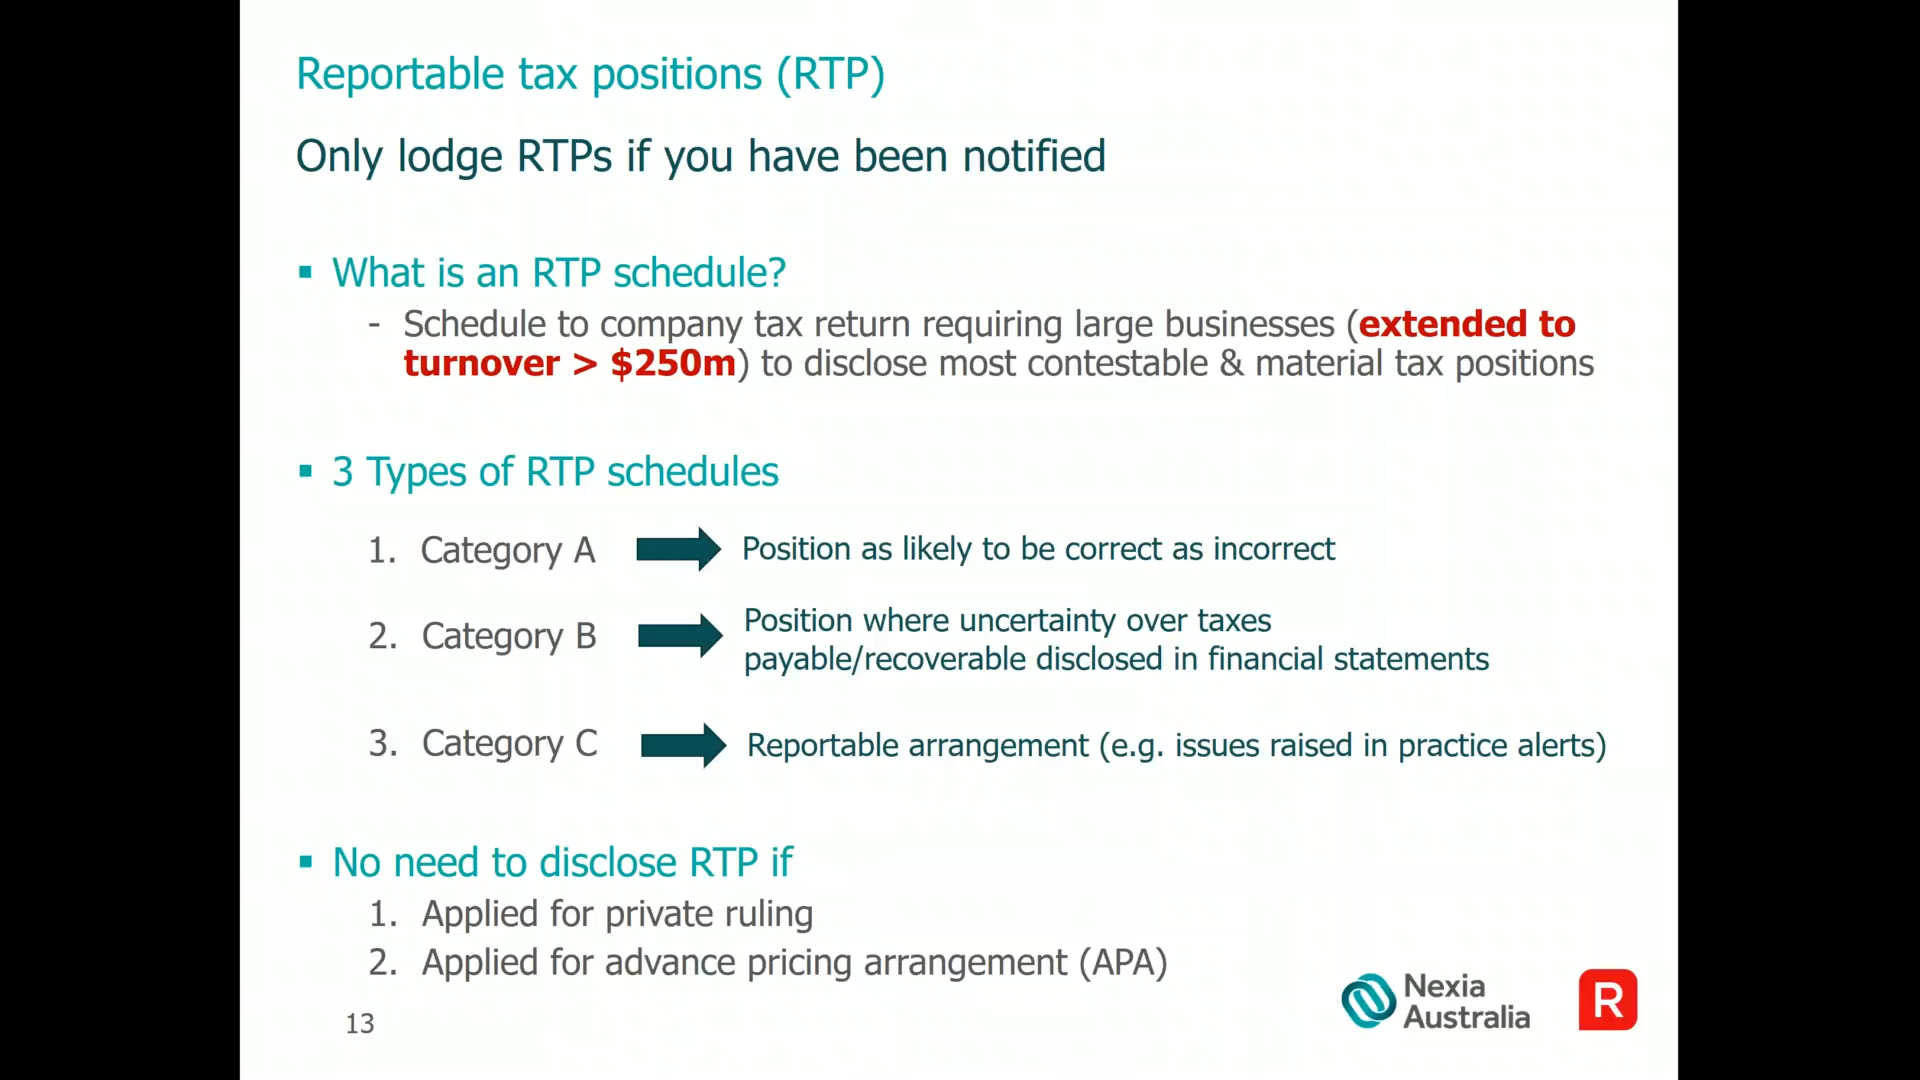 Reportable tax positions (RTP)
Only lodge RTPs if you have been notified
▪ What is an RTP schedule?
- Schedule to company tax return requiring large businesses (extended to
turnover > $250m) to disclose most contestable & material tax positions
▪ 3 Types of RTP schedules
1. Category A Position as likely to be correct as incorrect
2. Category B Position where uncertainty over taxes
payable/recoverable disclosed in financial statements
3. Category C Reportable arrangement (e.g. issues raised in practice alerts)
▪ No need to disclose RTP if
1. Applied for private ruling
2. Applied for advance pricing arrangement (APA)
13
Nexia
Australia
R